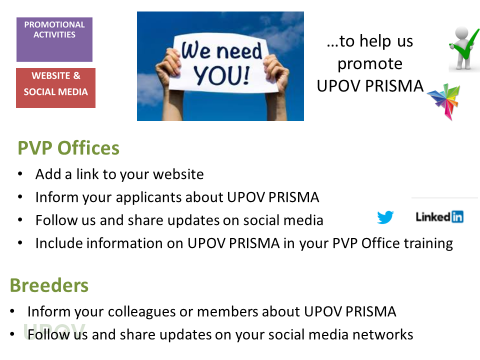 PROMOTIONAL
ACTIVITIES
WEBSITE &
SOCIAL MEDIA
We need
YOU!
...to help us
promote
UPOV PRISMA
PVP Offices
• Add a link to your website
• Inform your applicants about UPOV PRISMA
• Follow us and share updates on social media
LinkedIn
• Include information on UPOV PRISMA in your PVP Office training
Breeders
• Inform your colleagues or members about UPOV PRISMA
• Follow us and share updates on your social media networks
UPOV